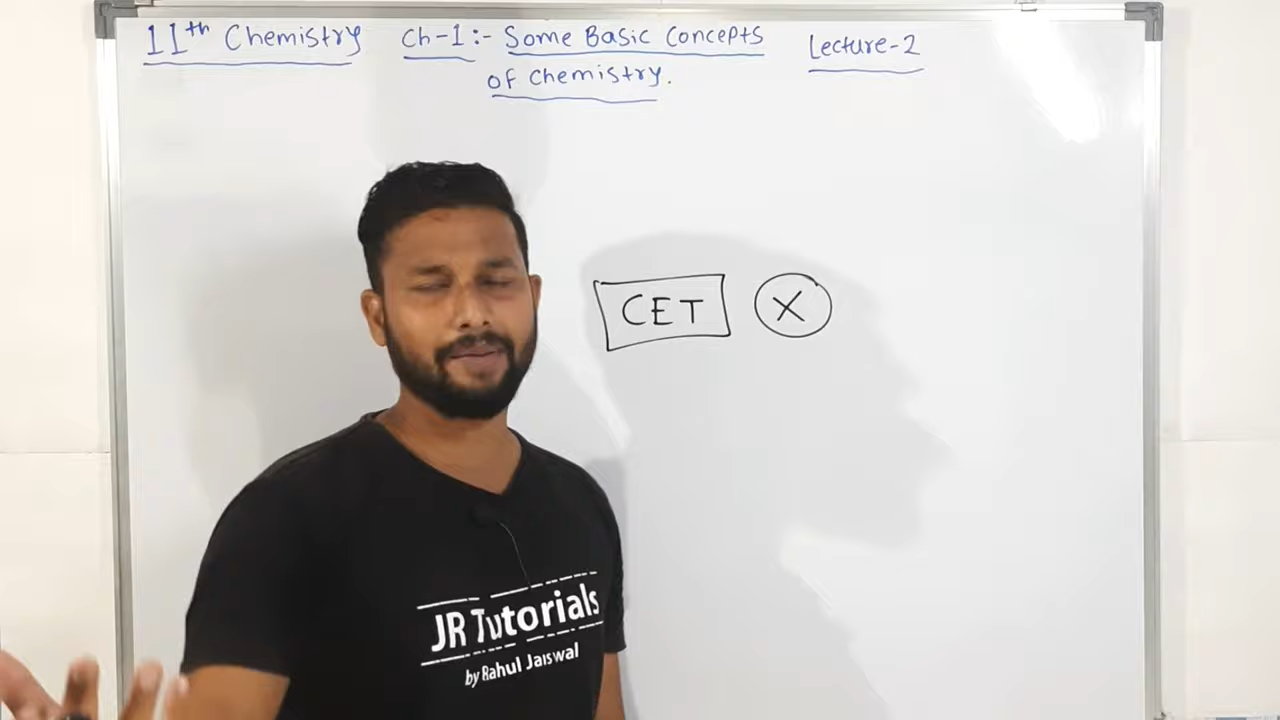 11th Chemistry Ch-1:- Some Basic Concepts Lecture-2
of chemistry.
CET X
JR Tutorials
by Rahul Jaiswal